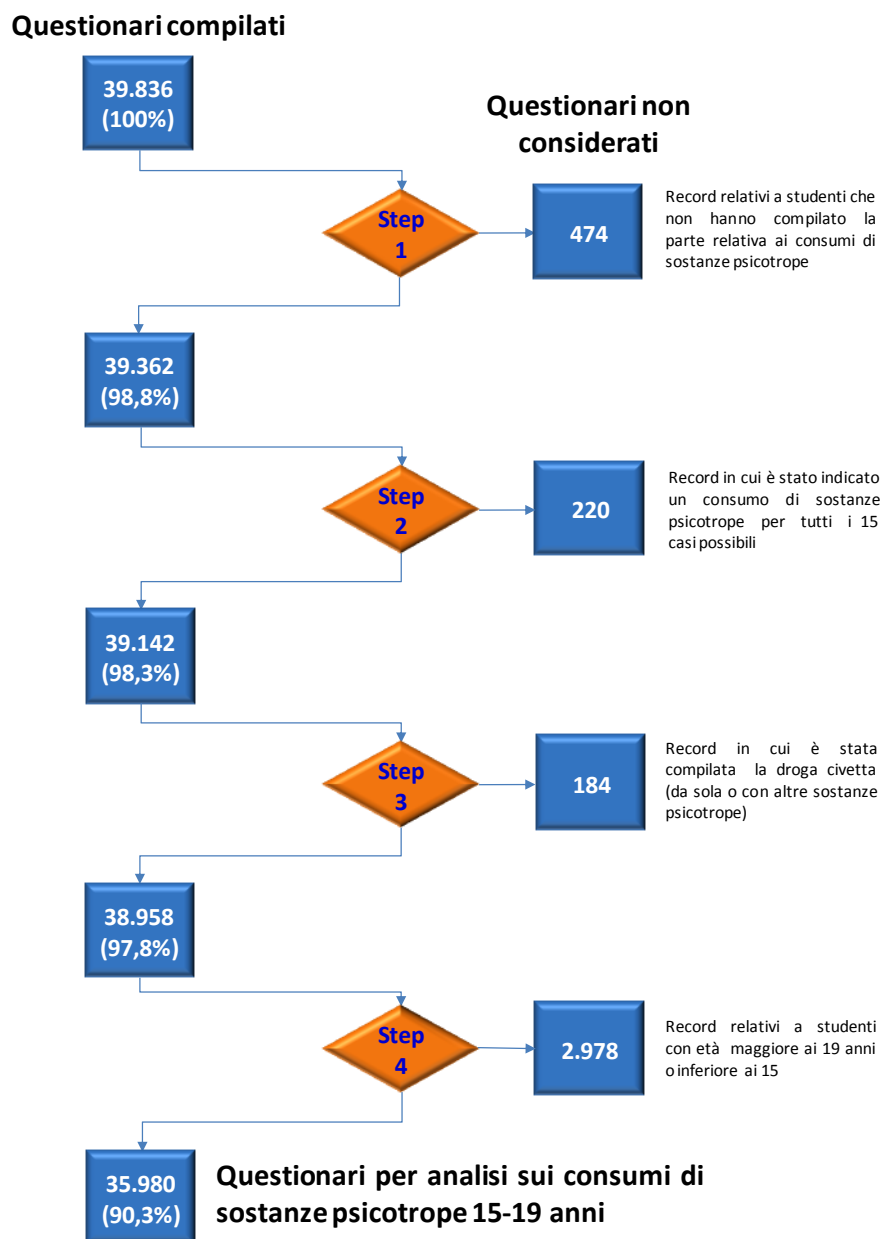 Questionari compilati
39.836
(100%)
Questionari non
considerati
Step
1
474
Record relativi a studenti che
non hanno compilato la
parte relativa ai consumi di
sostanze psicotrope
39.362
(98,8%)
Step
2
220
Record in cui è stato indicato
un consumo di sostanze
psicotrope per tutti i 15
casi possibili
39.142
(98,3%)
Step
3
184
Record in cui è stata
compilata la droga civetta
(da sola o con altre sostanze
psicotrope)
38.958
(97,8%)
Step
4
2.978
Record relativi a studenti
con età maggiore ai 19 anni
o inferiore ai 15
35.980
(90,3%)
Questionari per analisi sui consumi di
sostanze psicotrope 15-19 anni